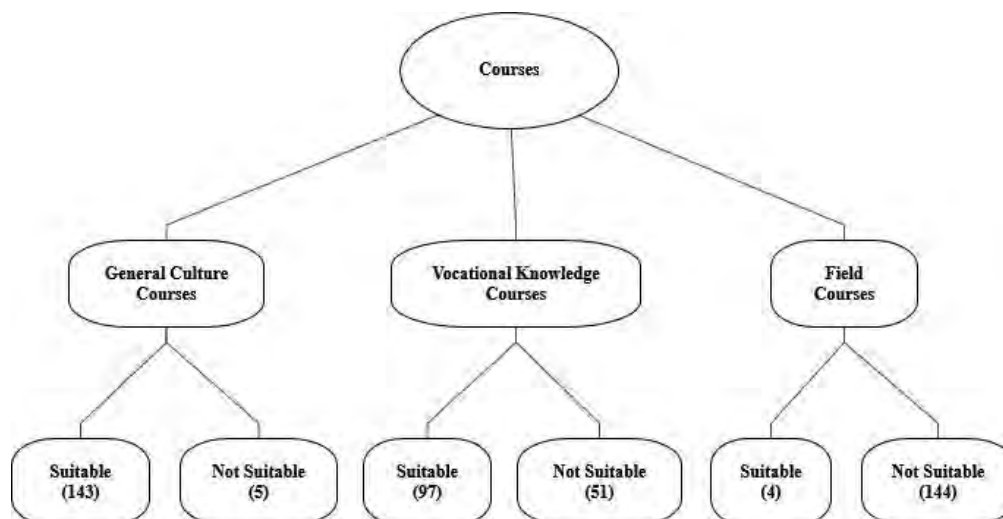 Courses
General Culture
Courses
Vocational Knowledge
Courses
Field
Courses
Suitable
(143)
Not Suitable
(5)
Suitable
(97)
Not Suitable
(51)
Suitable
(4)
Not Suitable
(144)